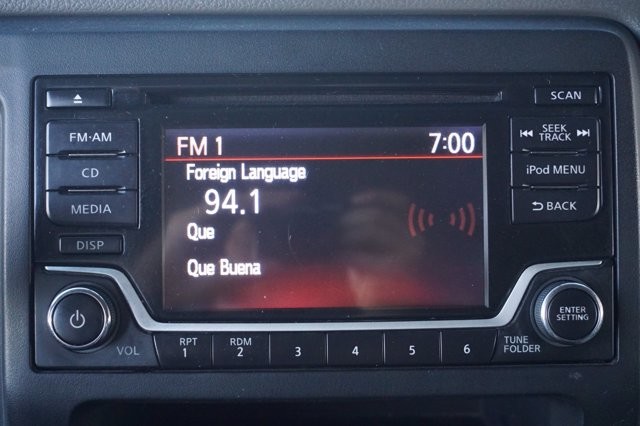 SCAN
FM·AM
CD
MEDIA
DISP
FM 1 7:00
Foreign Language
94.1
Que
Que Buena
SEEK
TRACK
iPod MENU
BACK
VOL
RPT
1
RDM
2
3
4
5
6
TUNE
FOLDER
ENTER
SETTING